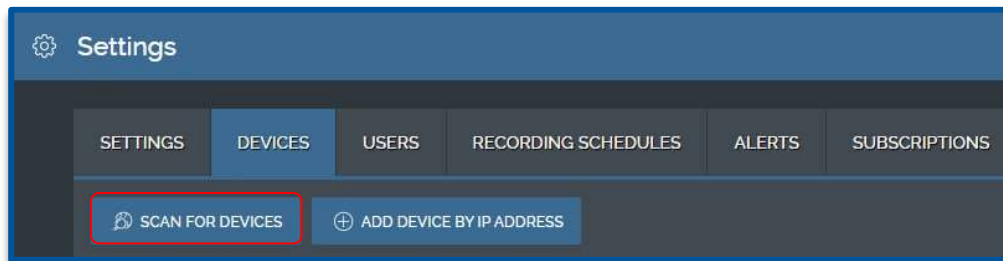 Settings
SETTINGS DEVICES USERS RECORDING SCHEDULES ALERTS SUBSCRIPTIONS
SCAN FOR DEVICES ADD DEVICE BY IP ADDRESS